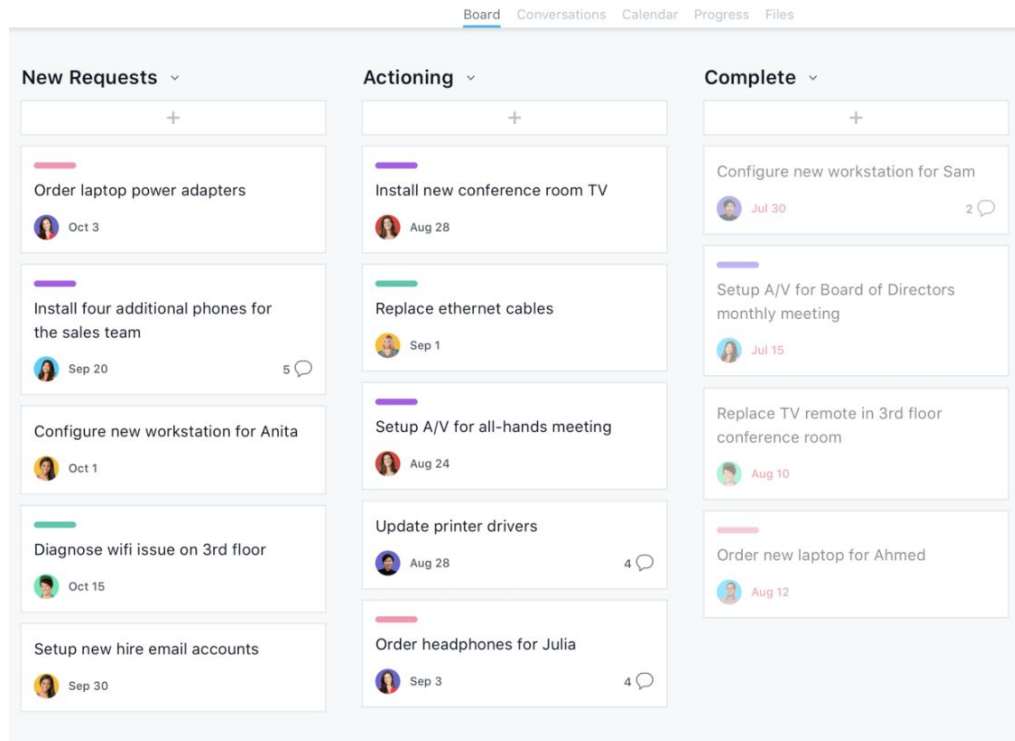 Board Conversations Calendar Progress Files
New Requests
+
Order laptop power adapters
Oct 3
Install four additional phones for
the sales team
Sep 20 5
Configure new workstation for Anita
Oct 1
Diagnose wifi issue on 3rd floor
Oct 15
Setup new hire email accounts
Sep 30
Actioning
+
Install new conference room TV
Aug 28
Replace ethernet cables
Sep 1
Setup A/V for all-hands meeting
Aug 24
Update printer drivers
Aug 28 4
Order headphones for Julia
Sep 3 4
Complete
+
Configure new workstation for Sam
Jul 30 2
Setup A/V for Board of Directors
monthly meeting
Jul 15
Replace TV remote in 3rd floor
conference room
Aug 10
Order new laptop for Ahmed
Aug 12